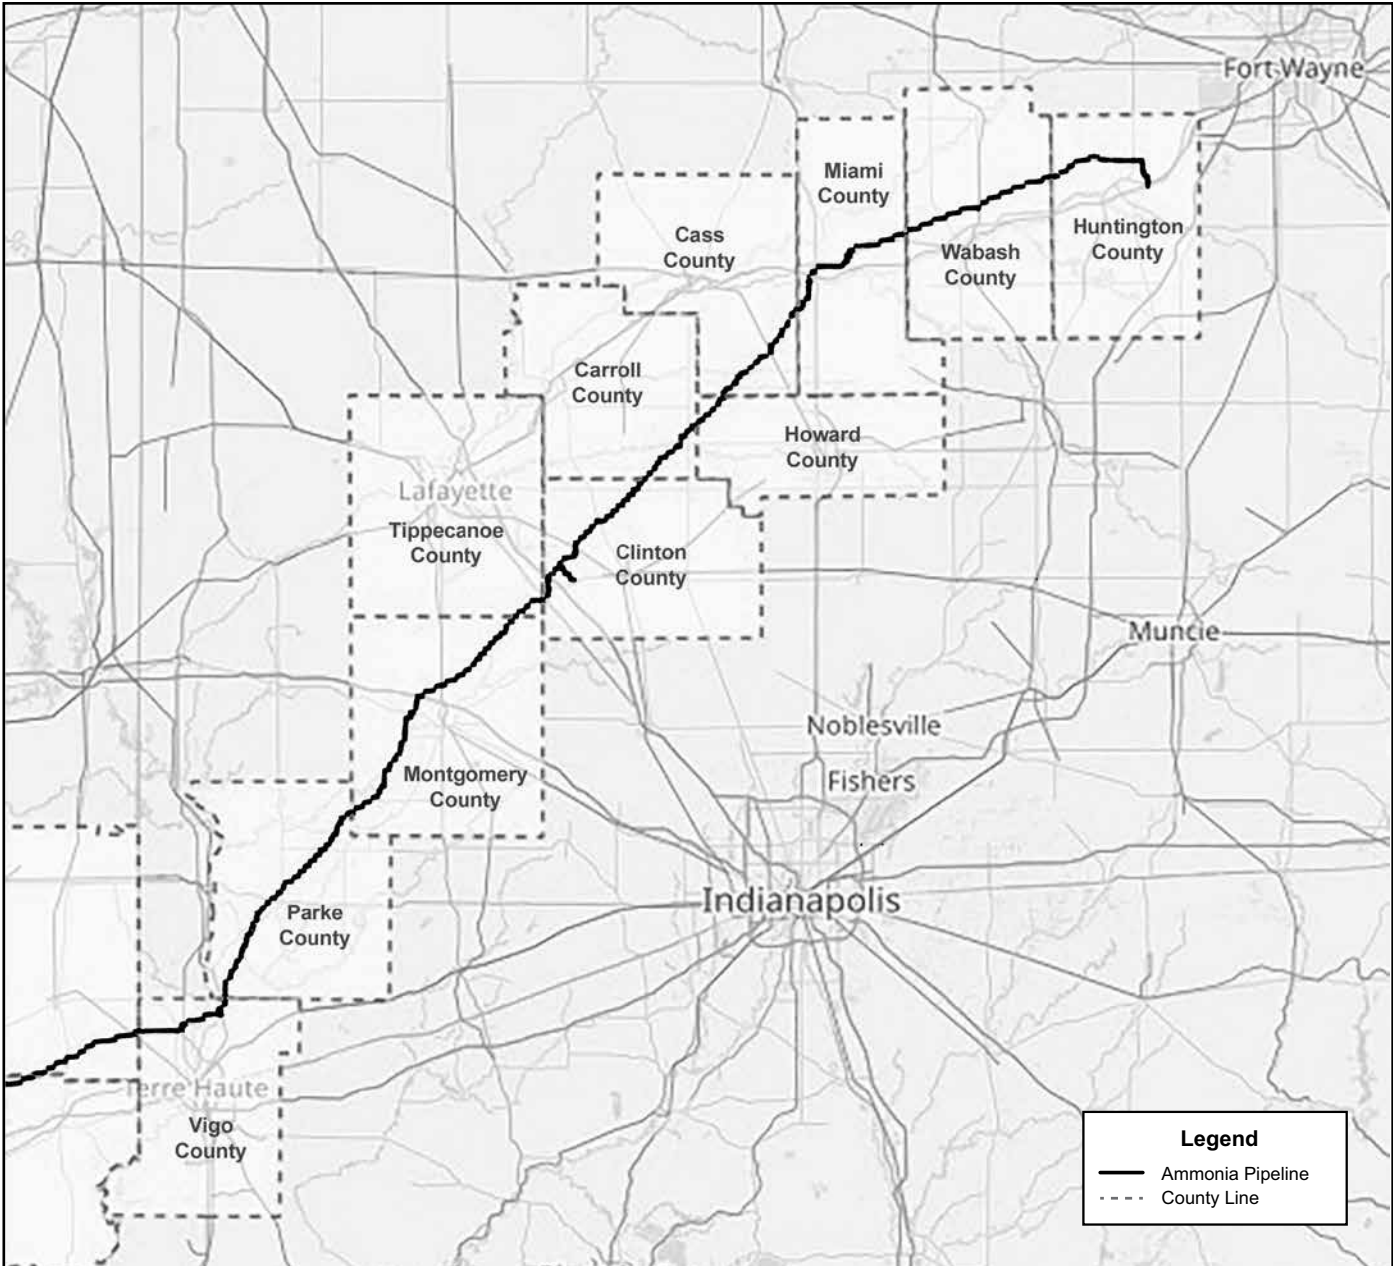 Fort Wayne
Miami
County
Huntington
County
Cass
County
Wabash
County
Carroll
County
Howard
County
Lafayette
Tippecanoe
County
Clinton
County
Muncie
Noblesville
Fishers
Montgomery
County
Indianapolis
Parke
County
Terre Haute
Vigo
County
Legend
Ammonia Pipeline
County Line